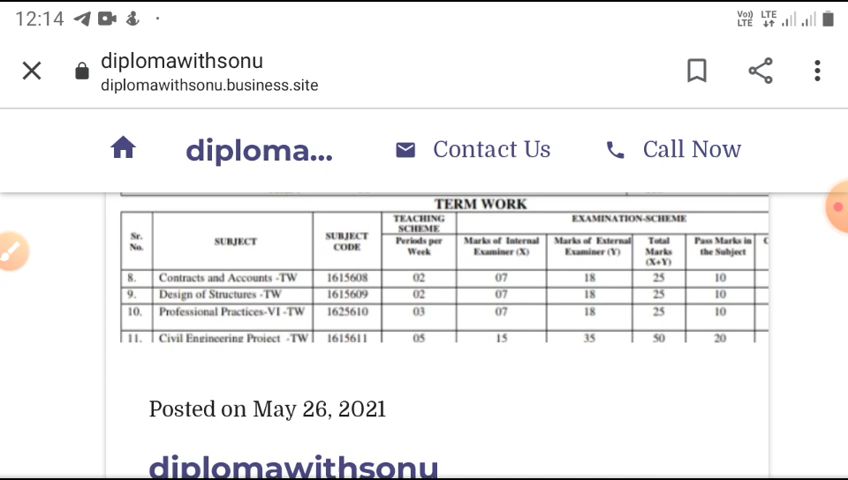 12:14 Vo)) LTE LTE
diplomawithsonu
diplomawithsonu.business.site
diploma... Contact Us Call Now
TERM WORK
Sr. No. SUBJECT SUBJECT CODE TEACHING SCHEME EXAMINATION-SCHEME
Periods per Week Marks of Internal Examiner (X) Marks of External Examiner (Y) Total Marks (X+Y) Pass Marks in the Subject C
8. Contracts and Accounts -TW 1615608 02 07 18 25 10
9. Design of Structures -TW 1615609 02 07 18 25 10
10. Professional Practices-VI -TW 1625610 03 07 18 25 10
11. Civil Engineering Project -TW 1615611 05 15 35 50 20
Posted on May 26, 2021
diplomawithsonu